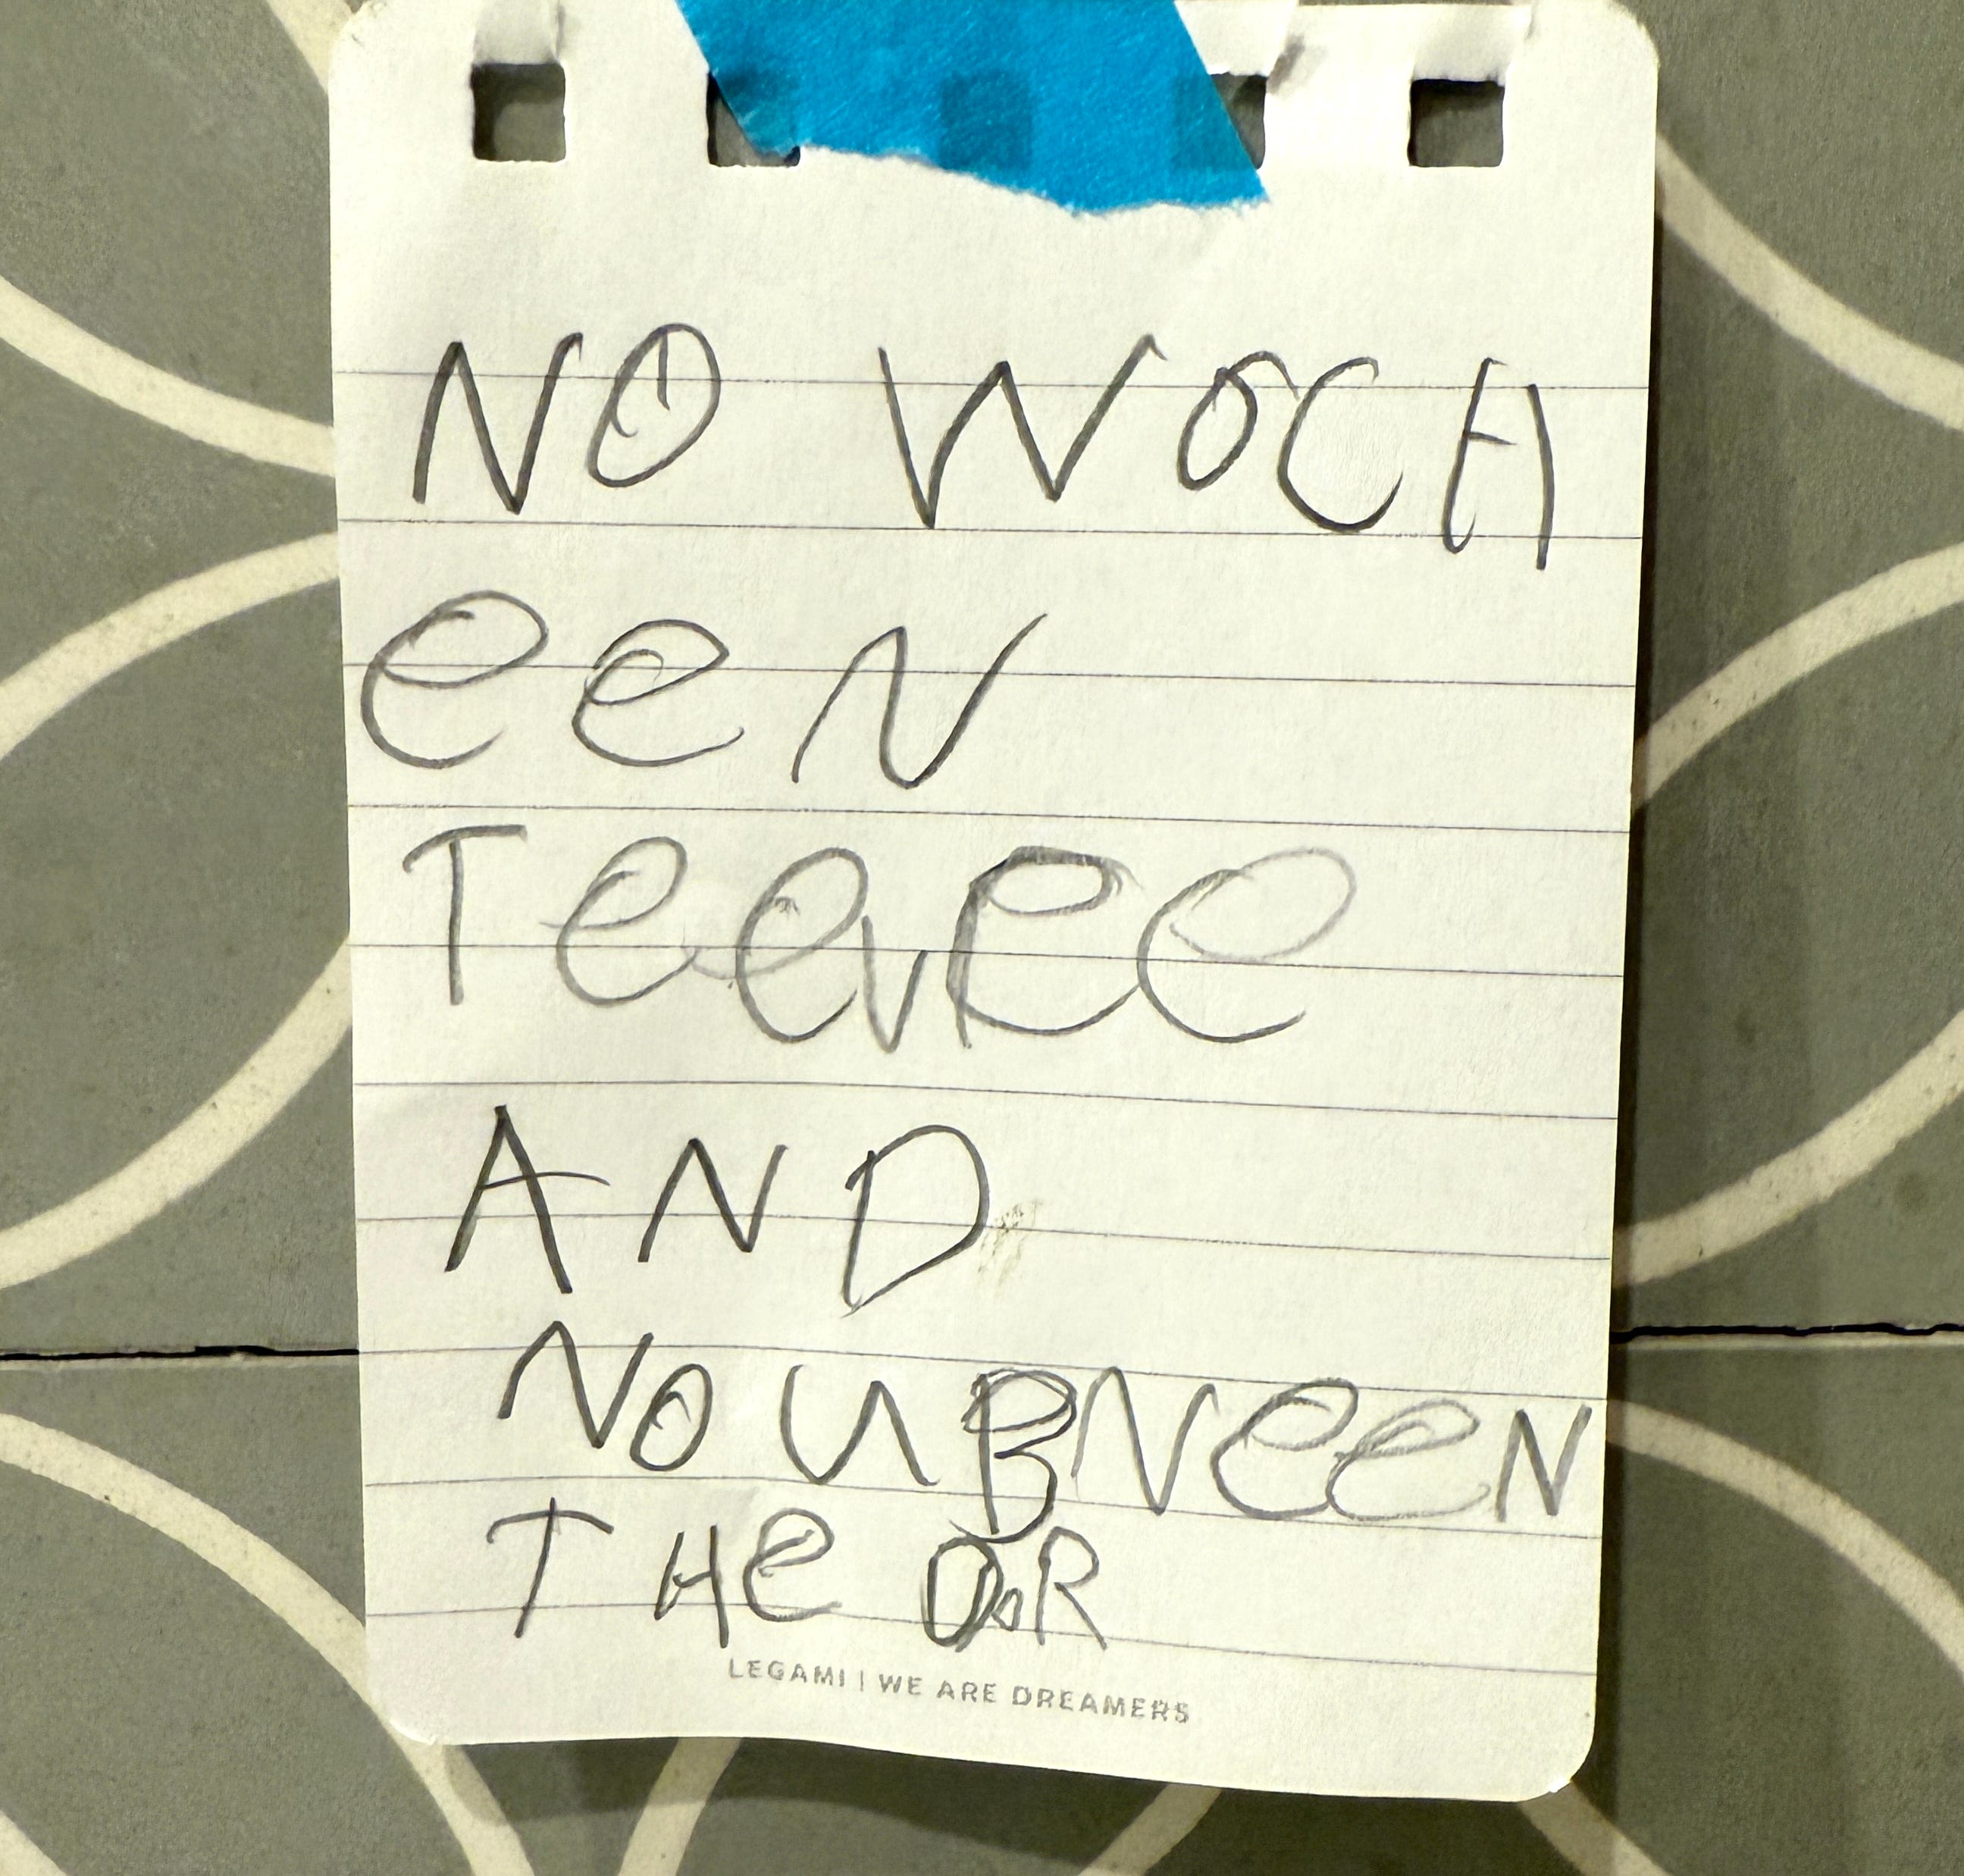 NO WOCH
eeN
TeeVee
AND
NO UBNeeN
THe DoR
LEGAMI | WE ARE DREAMERS